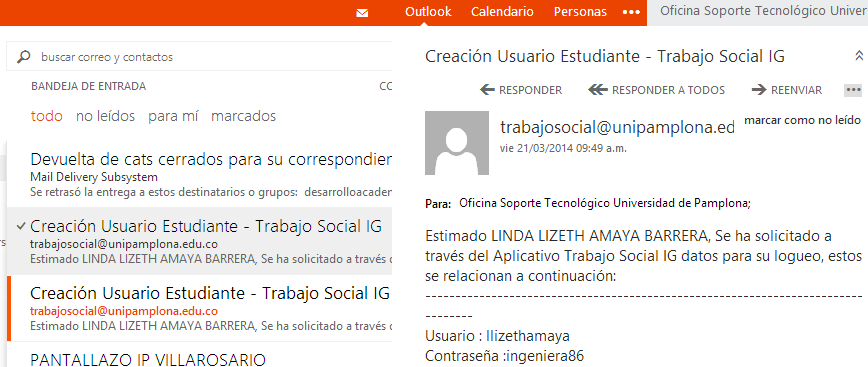 Outlook Calendario Personas ••• Oficina Soporte Tecnológico Univer
buscar correo y contactos
BANDEJA DE ENTRADA CO
todo no leídos para mí marcados
Devuelta de cats cerrados para su correspondien
Mail Delivery Subsystem
Se retrasó la entrega a estos destinatarios o grupos: desarrolloacadem
Creación Usuario Estudiante - Trabajo Social IG
trabajosocial@unipamplona.edu.co
Estimado LINDA LIZETH AMAYA BARRERA, Se ha solicitado a través d
Creación Usuario Estudiante - Trabajo Social IG
trabajosocial@unipamplona.edu.co
Estimado LINDA LIZETH AMAYA BARRERA, Se ha solicitado a través d
PANTALLAZO IP VILLAROSARIO
Creación Usuario Estudiante - Trabajo Social IG
RESPONDER RESPONDER A TODOS REENVIAR •••
marcar como no leído
trabajosocial@unipamplona.ed
vie 21/03/2014 09:49 a.m.
Para: Oficina Soporte Tecnológico Universidad de Pamplona;
Estimado LINDA LIZETH AMAYA BARRERA, Se ha solicitado a
través del Aplicativo Trabajo Social IG datos para su logueo, estos
se relacionan a continuación:
--------------------------------------------------------------------------
--------
Usuario : llizethamaya
Contraseña :ingeniera86